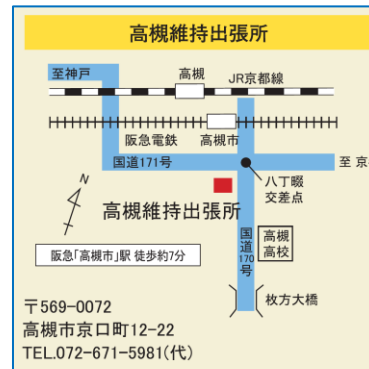 高槻維持出張所
至神戸
高槻
JR京都線
阪急電鉄
高槻市
国道171号
至 京
八丁畷
交差点
N
高槻維持出張所
国道170号
高槻
高校
阪急「高槻市」駅 徒歩約7分
枚方大橋
〒569-0072
高槻市京口町12-22
TEL.072-671-5981(代)